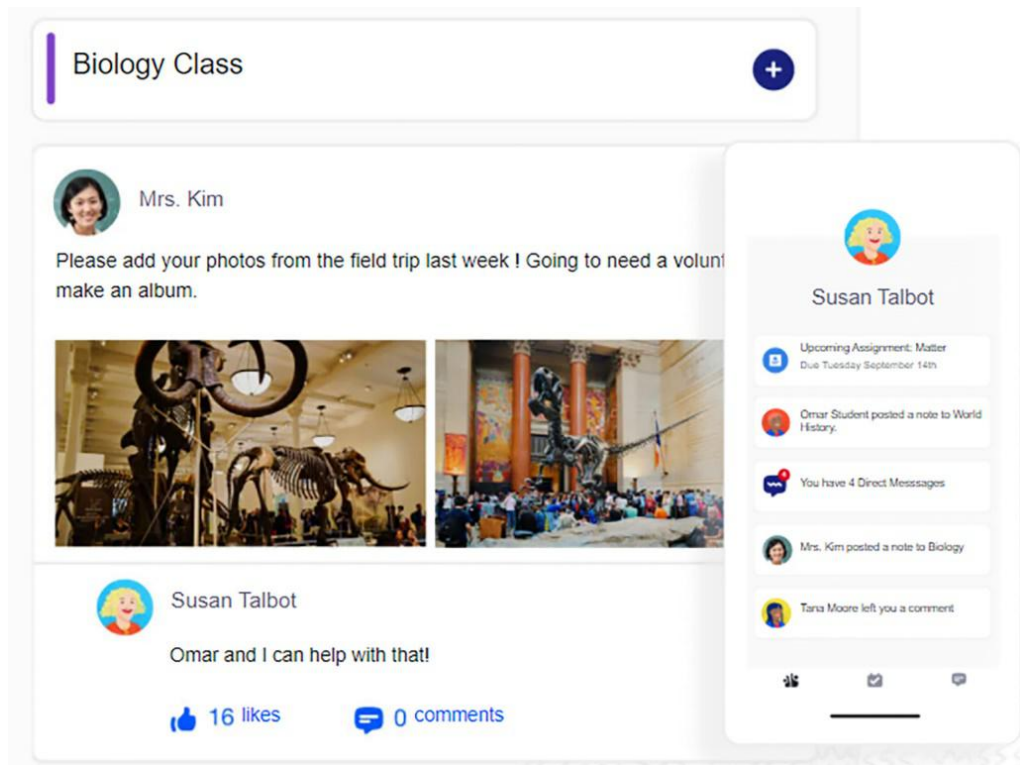 Biology Class
+
Mrs. Kim
Please add your photos from the field trip last week ! Going to need a
make an album.
Susan Talbot
Omar and I can help with that!
16 likes
0 comments
Susan Talbot
Upcoming Assignment: Matter
Due Tuesday September 14th
Omar Student posted a note to World
History.
4
You have 4 Direct Messsages
Mrs. Kim posted a note to Biology
Tana Moore left you a comment